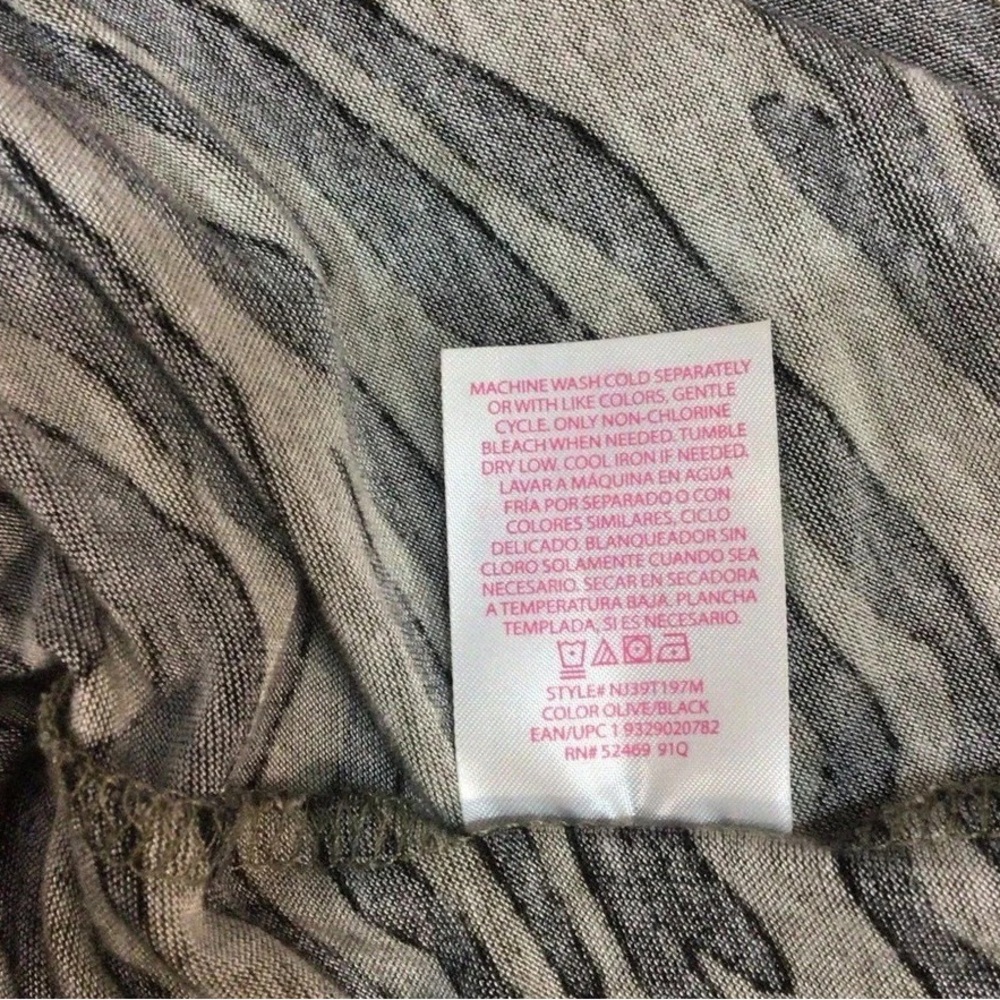 MACHINE WASH COLD SEPARATELY
OR WITH LIKE COLORS, GENTLE
CYCLE. ONLY NON-CHLORINE
BLEACH WHEN NEEDED. TUMBLE
DRY LOW. COOL IRON IF NEEDED.
LAVAR A MÁQUINA EN AGUA
FRÍA POR SEPARADO O CON
COLORES SIMILARES, CICLO
DELICADO. BLANQUEADOR SIN
CLORO SOLAMENTE CUANDO SEA
NECESARIO. SECAR EN SECADORA
A TEMPERATURA BAJA. PLANCHA
TEMPLADA, SI ES NECESARIO.
STYLE# NJ39T197M
COLOR OLIVE/BLACK
EAN/UPC 1 9329020782
RN# 52469 91Q